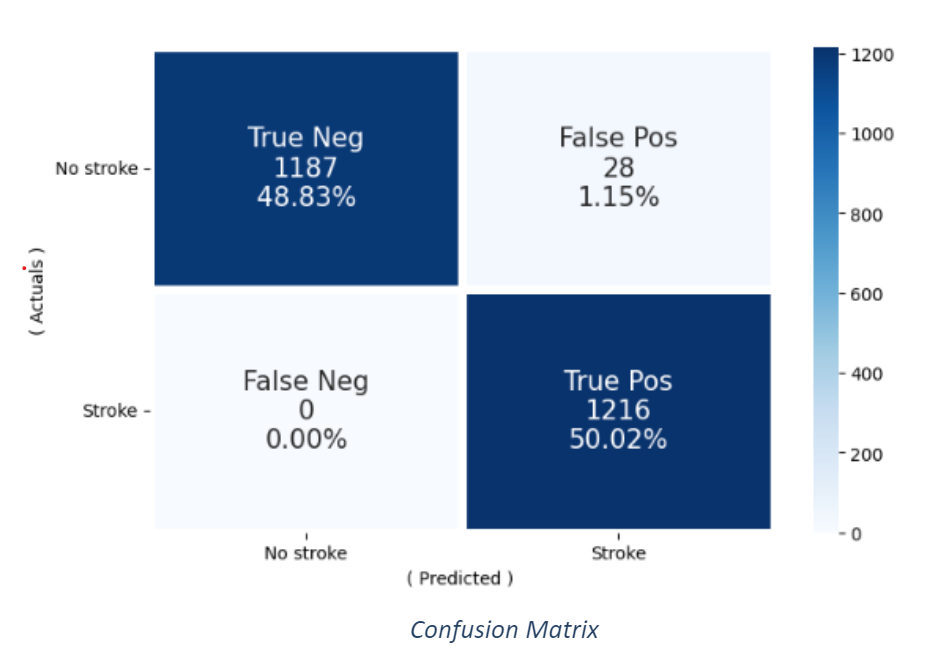 True Neg
1187
48.83%
False Pos
28
1.15%
No stroke
False Neg
0
0.00%
True Pos
1216
50.02%
Stroke
( Actuals )
No stroke
Stroke
( Predicted )
1200
1000
800
600
400
200
0
Confusion Matrix